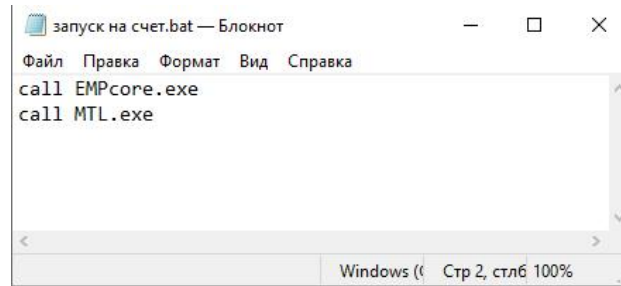 запуск на счет.bat — Блокнот
Файл Правка Формат Вид Справка
call EMPcore.exe
call MTL.exe
Windows ( Стр 2, стлб 100%